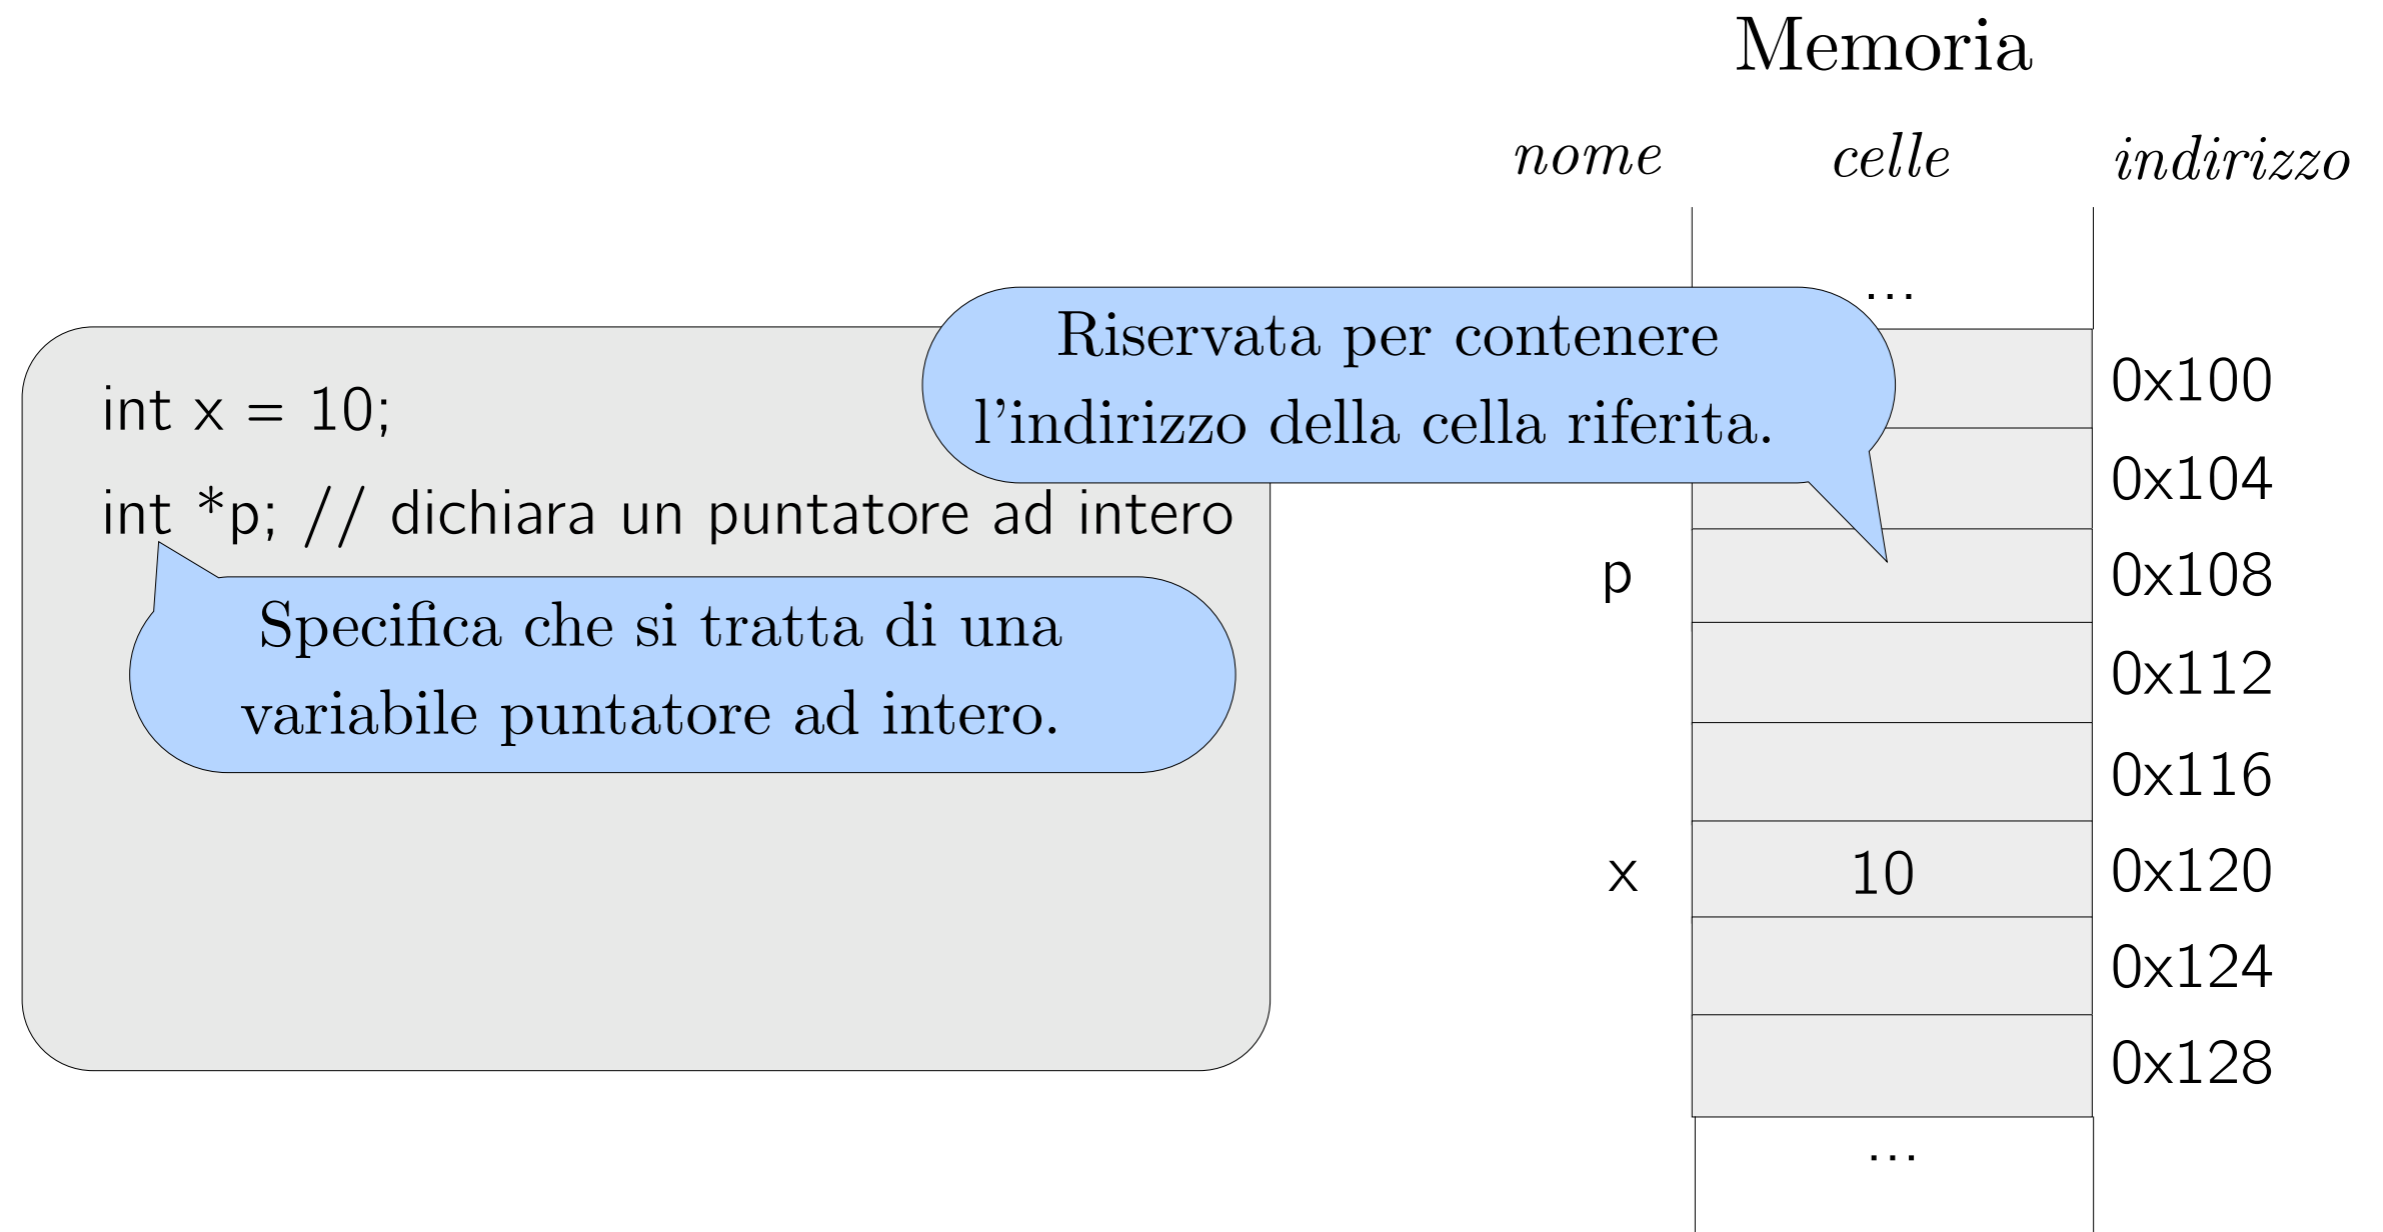 Memoria
nome celle indirizzo
...
Riservata per contenere
l'indirizzo della cella riferita.
int x = 10;
int *p; // dichiara un puntatore ad intero
Specifica che si tratta di una
variabile puntatore ad intero.
0x100
0x104
p 0x108
0x112
0x116
x 10 0x120
0x124
0x128
...